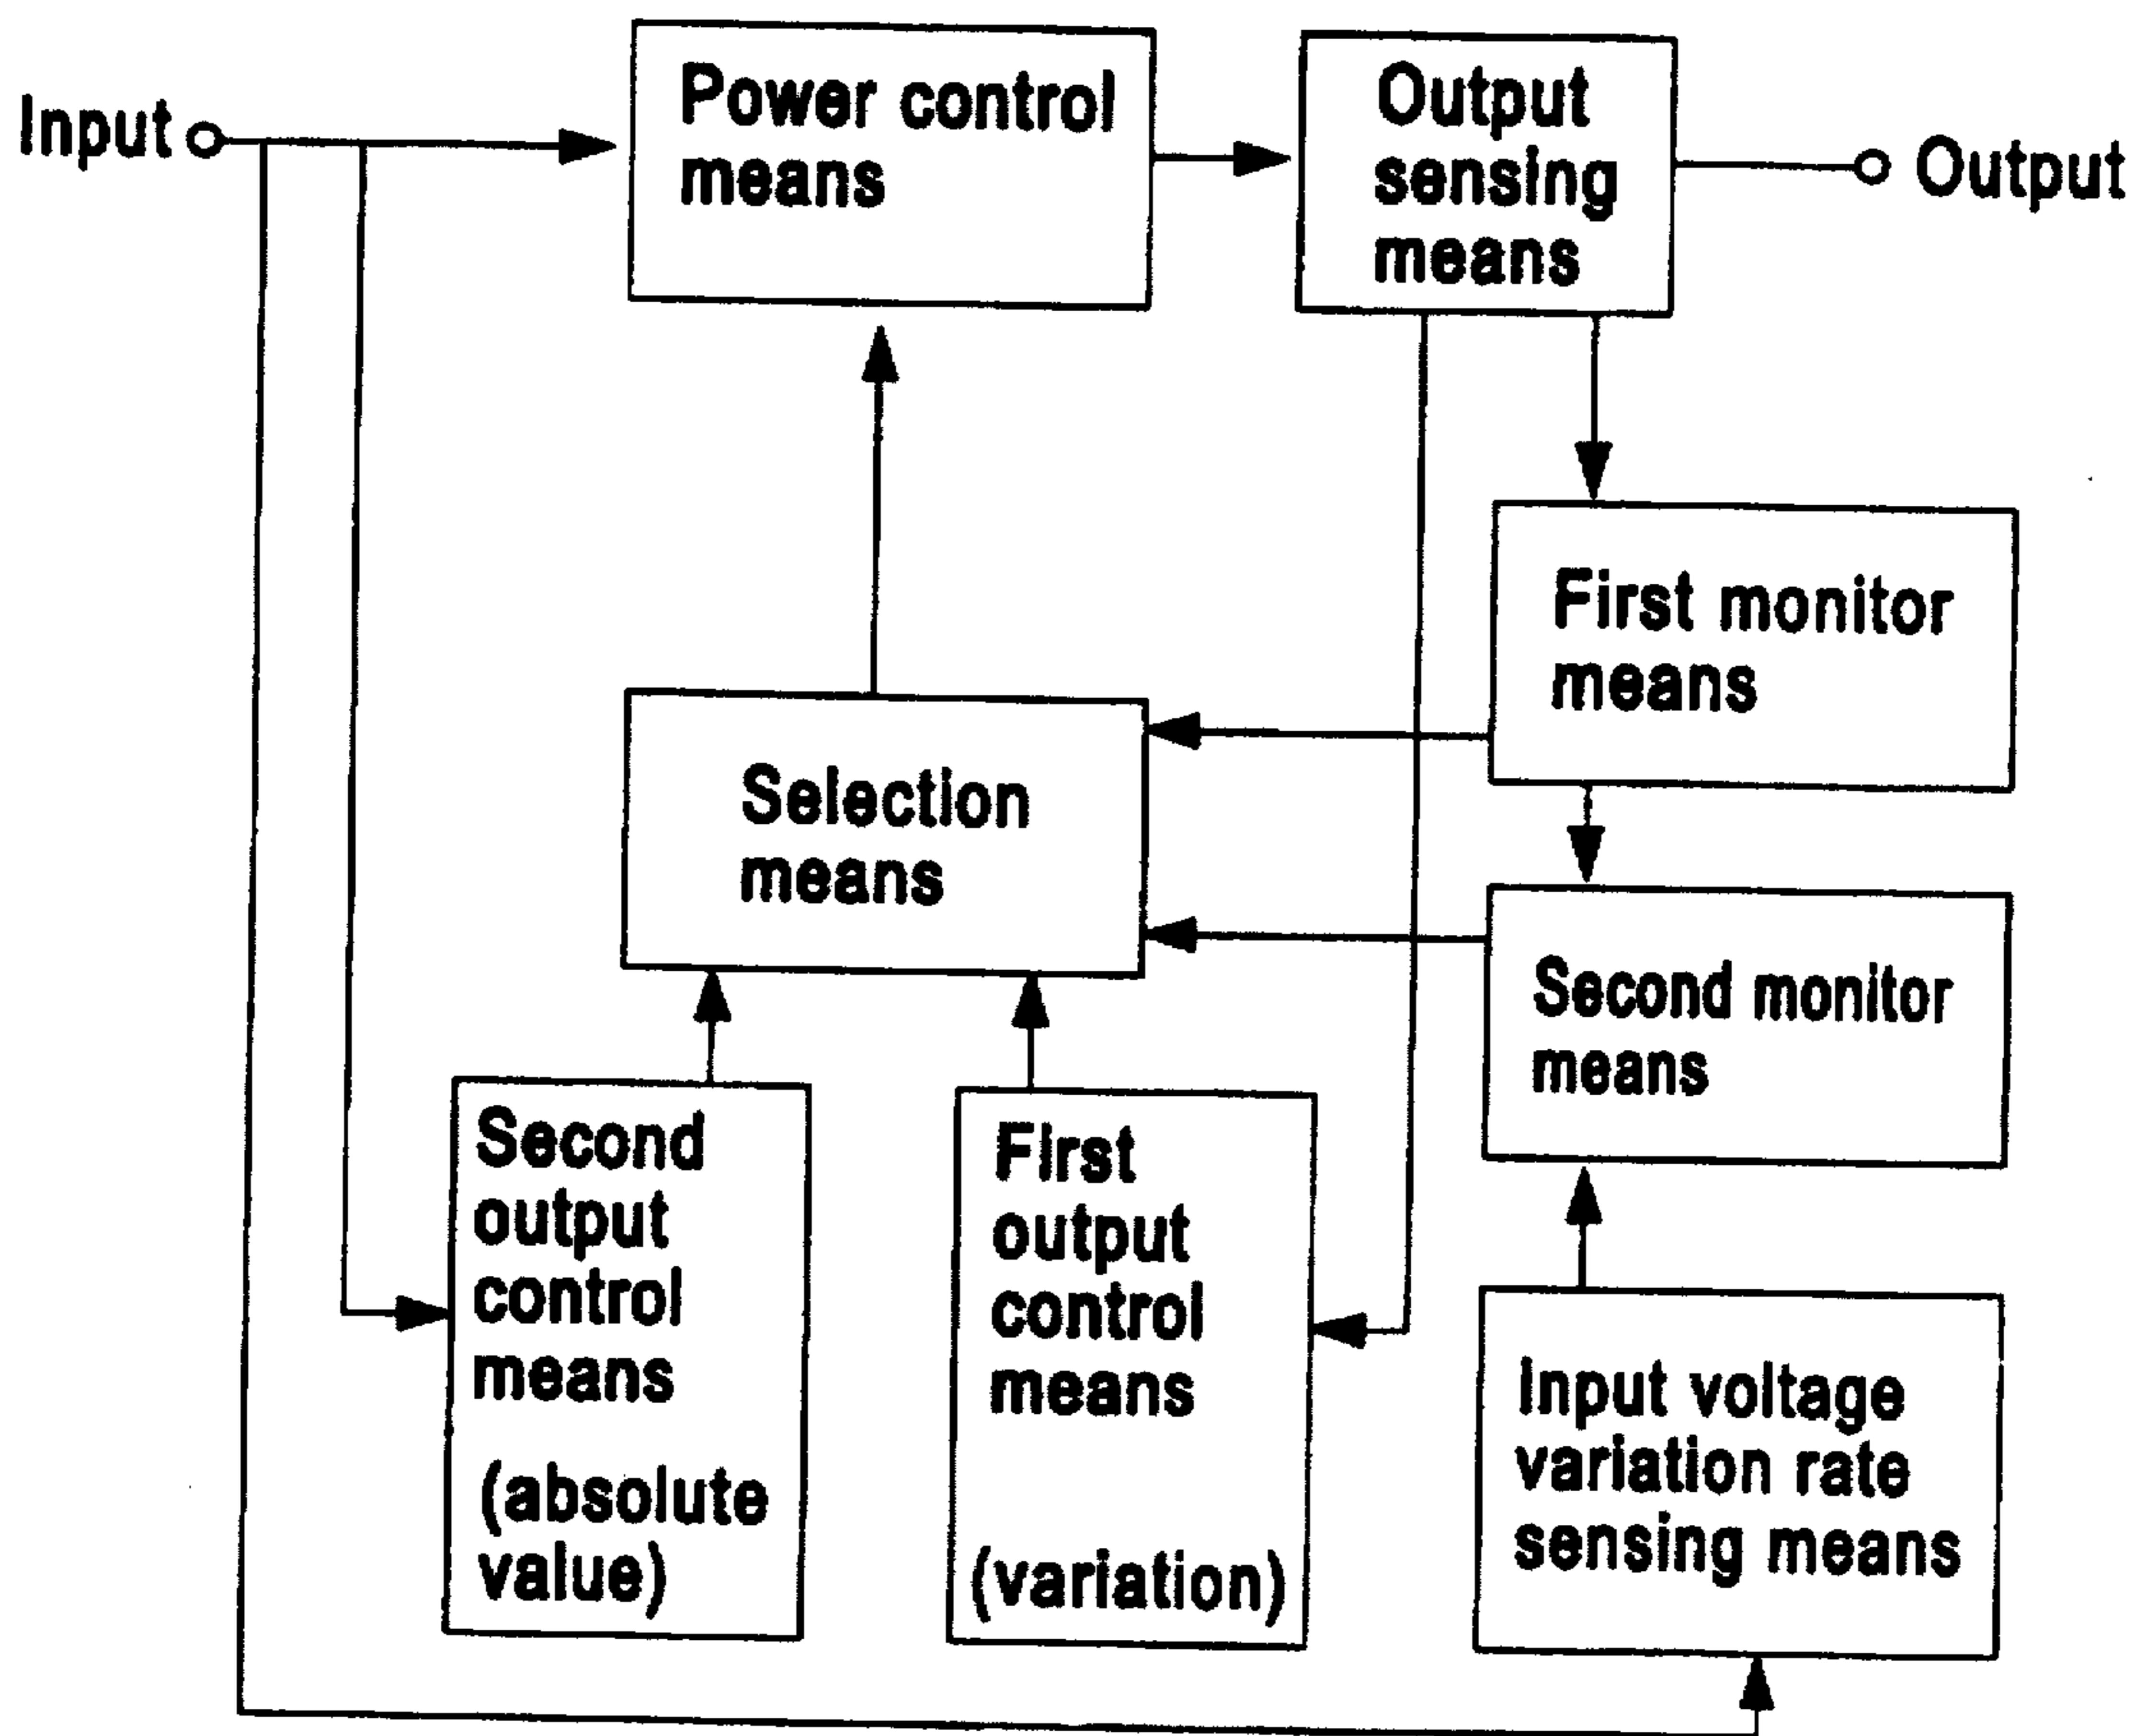 Input
Power control
means
Output
sensing
means
Output
First monitor
means
Selection
means
Second monitor
means
Second
output
control
means
(absolute
value)
First
output
control
means
(variation)
Input voltage
variation rate
sensing means